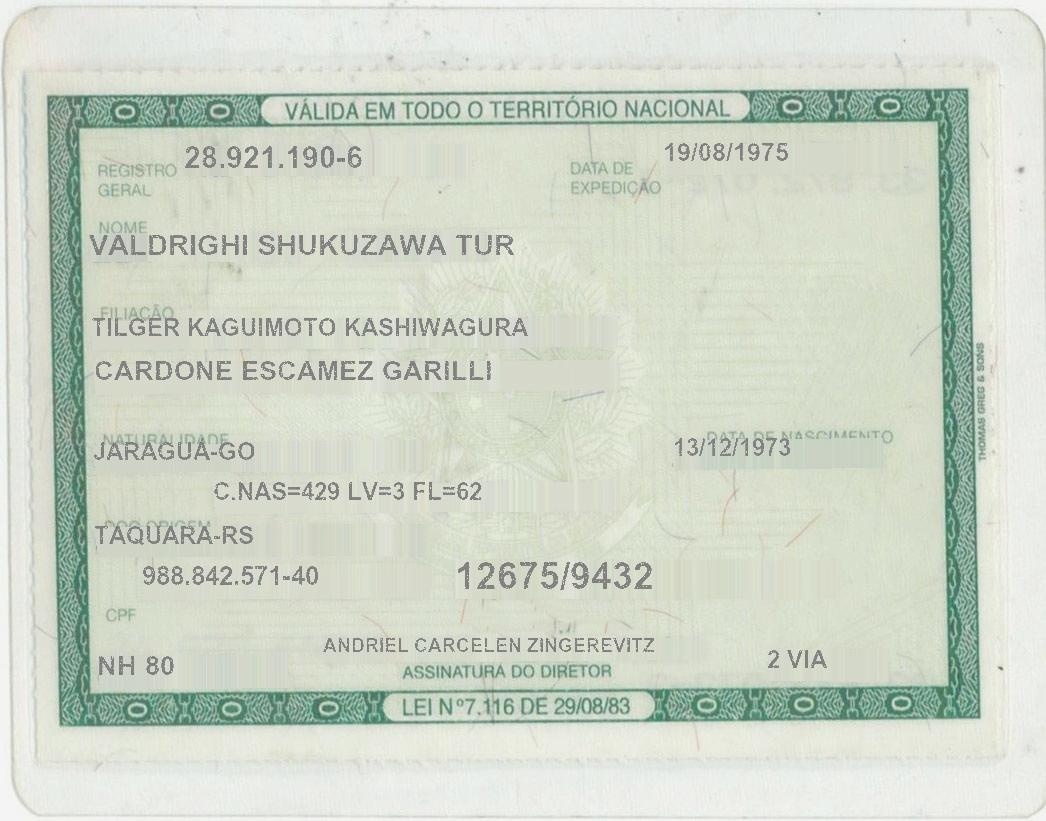 VÁLIDA EM TODO O TERRITÓRIO NACIONAL
REGISTRO GERAL 28.921.190-6 DATA DE EXPEDIÇÃO 19/08/1975
NOME
VALDRIGHI SHUKUZAWA TUR
FILIAÇÃO
TILGER KAGUIMOTO KASHIWAGURA
CARDONE ESCAMEZ GARILLI
NATURALIDADE DATA DE NASCIMENTO
JARAGUÁ-GO 13/12/1973
C.NAS=429 LV=3 FL=62
DOC ORIGEM
TAQUARA-RS
988.842.571-40 12675/9432
CPF
ANDRIEL CARCELEN ZINGEREVITZ
NH 80 ASSINATURA DO DIRETOR 2 VIA
LEI Nº7.116 DE 29/08/83
THOMAS GREG & SONS